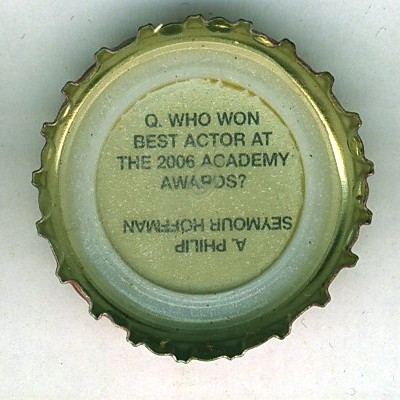 Q. WHO WON
BEST ACTOR AT
THE 2006 ACADEMY
AWARDS?
A. PHILIP
SEYMOUR HOFFMAN